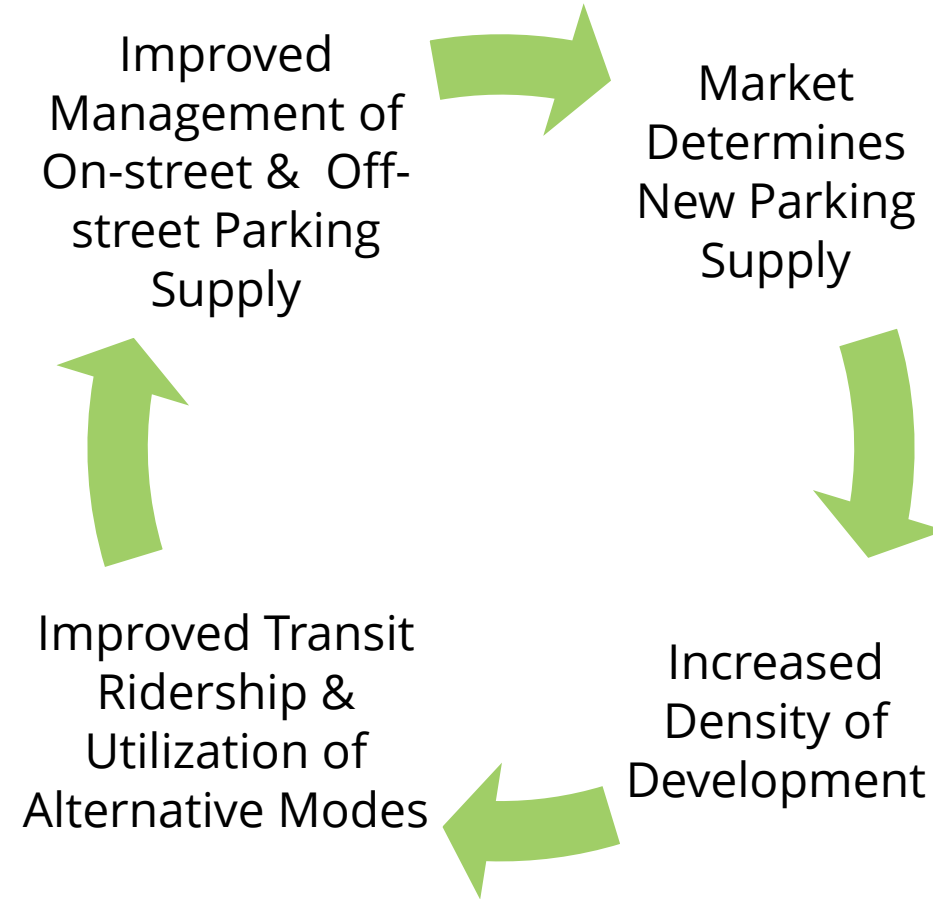 Improved
Management of
On-street &  Off-
street Parking
Supply
Market
Determines
New Parking
Supply
Increased
Density of
Development
Improved Transit
Ridership &
Utilization of
Alternative Modes